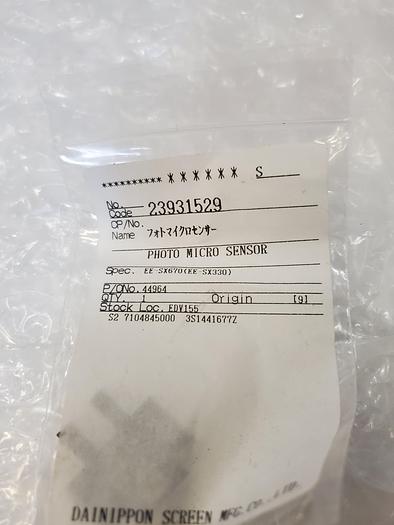 ********** ****** S
No.
Code 23931529
CP/No.
Name フォトマイクロセンサー
PHOTO MICRO SENSOR
Spec. EE-SX670(EE-SX330)
P/ONo. 44964
QTY. 1 Origin [9]
Stock Loc. EDV155
S2 7104845000 3S1441677Z
DAINIPPON SCREEN MFG.CO.,LTD.